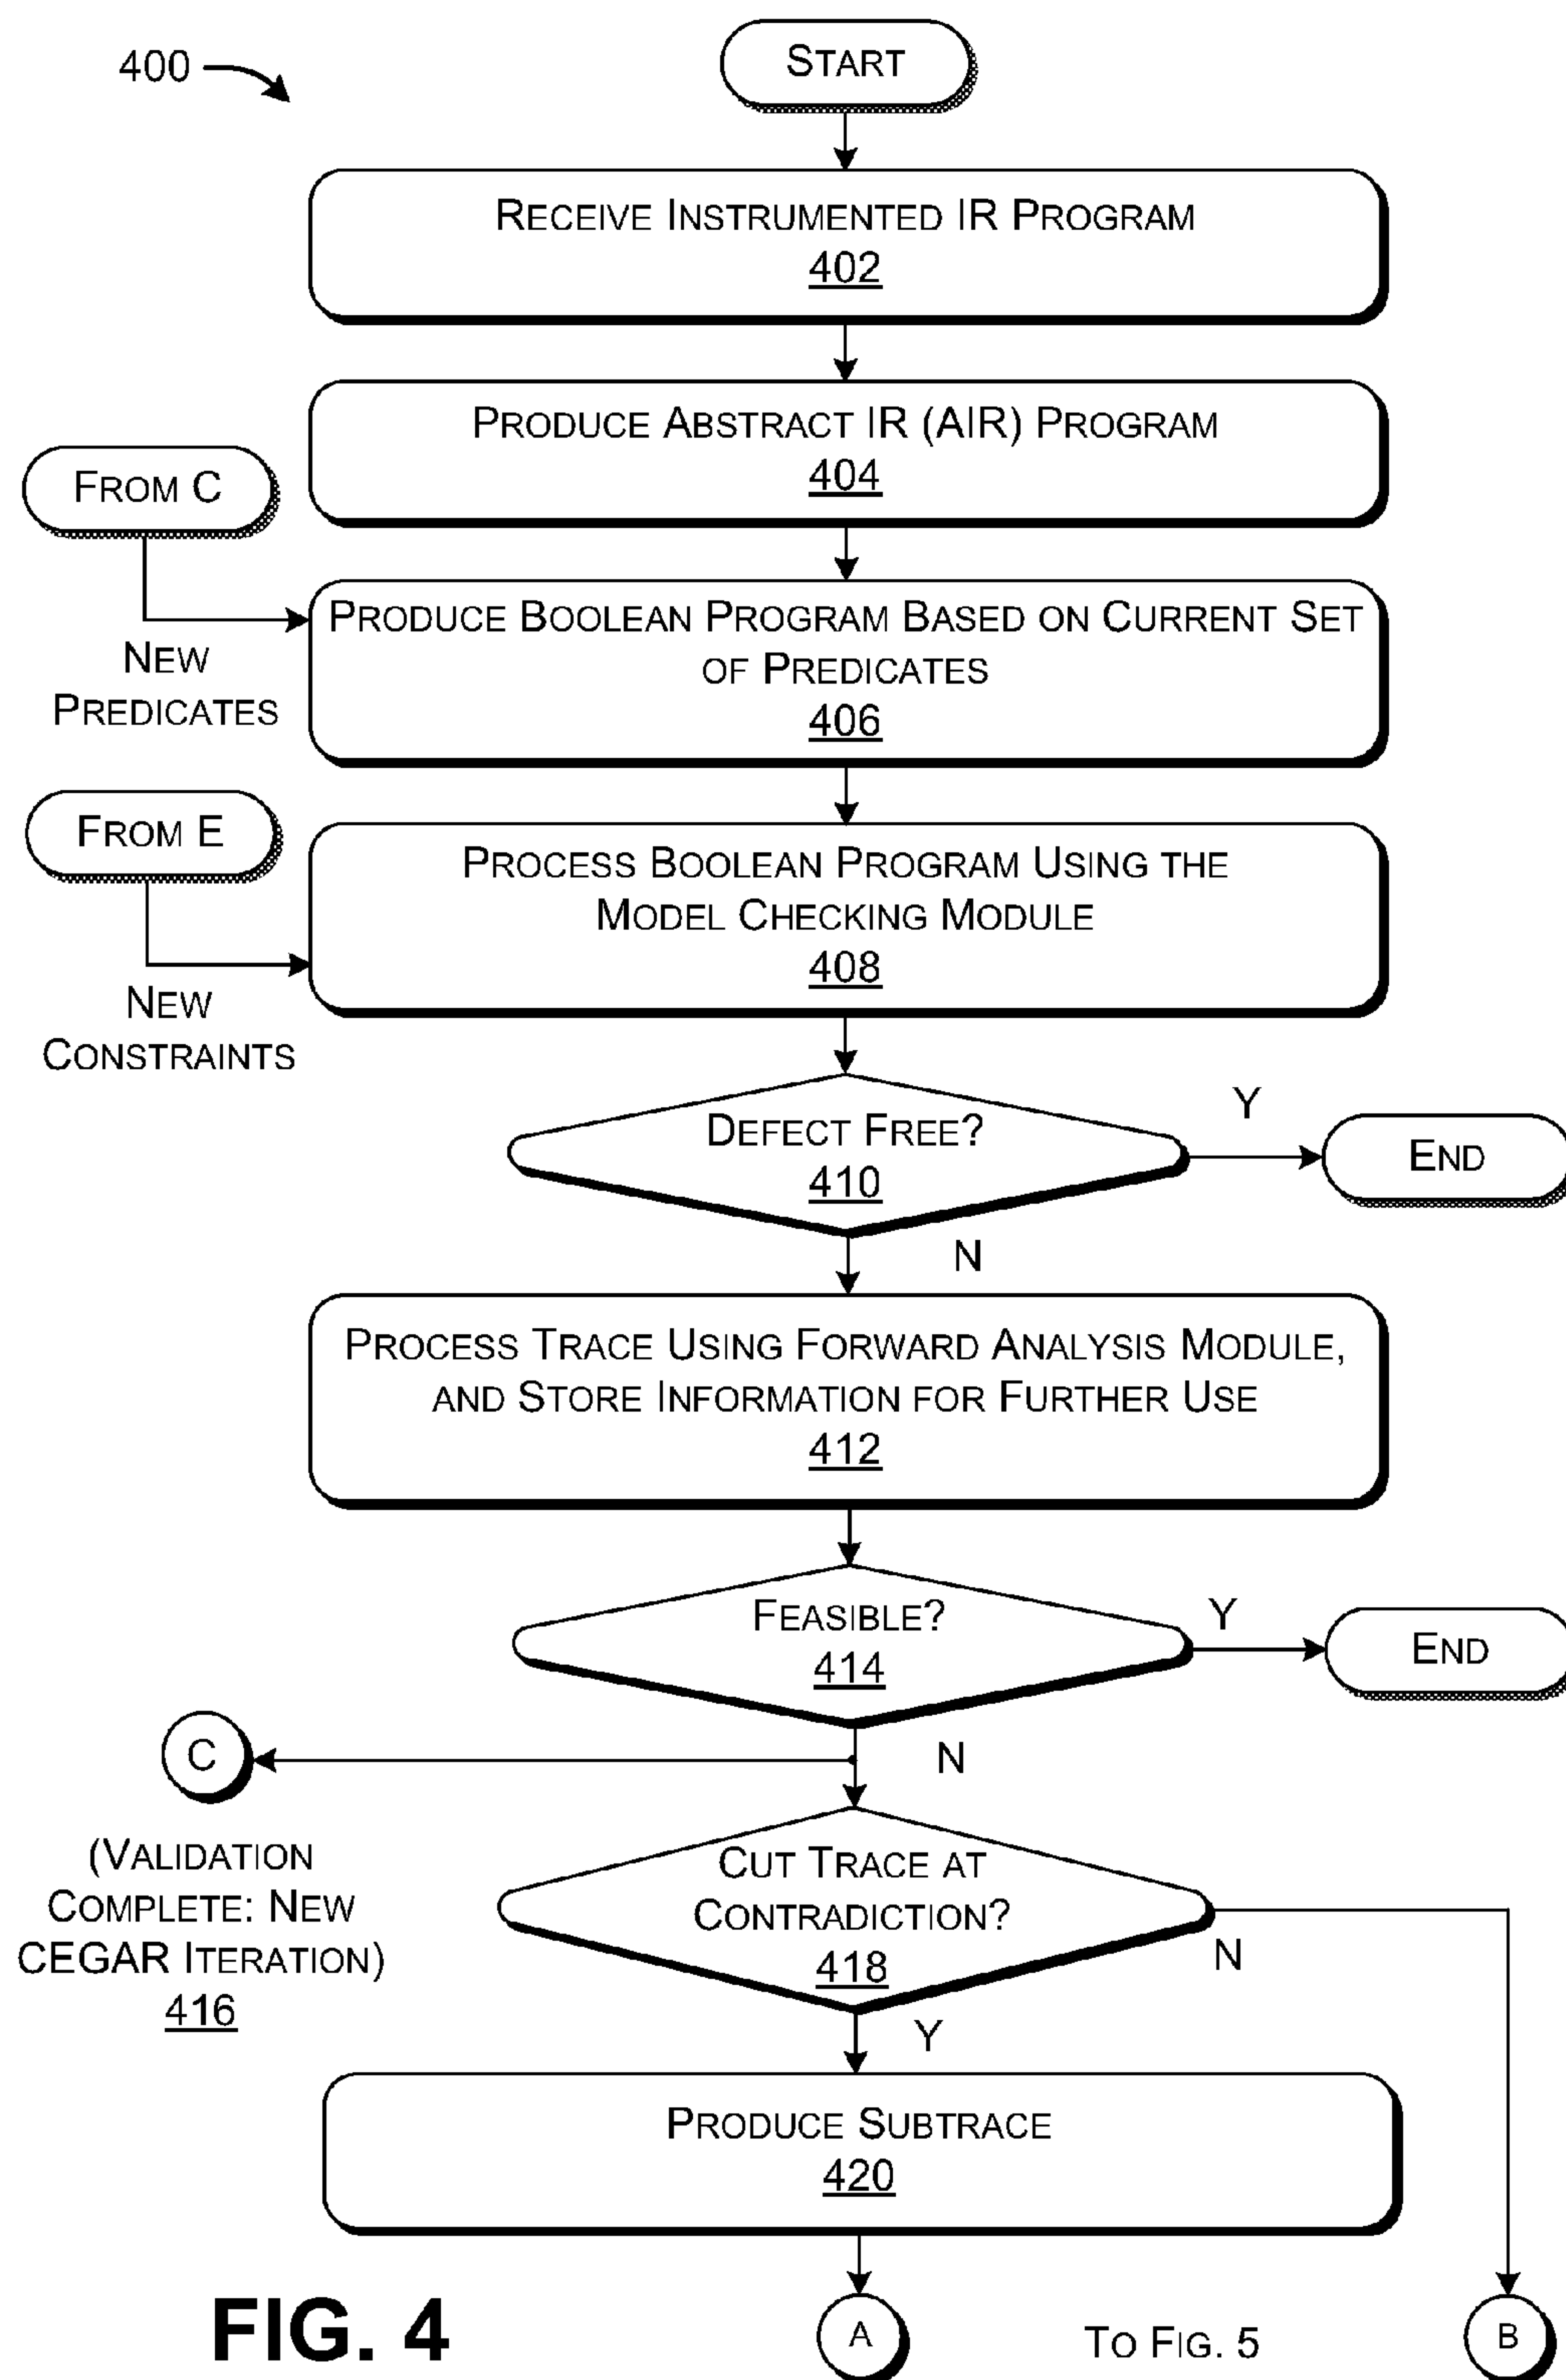 400
START
RECEIVE INSTRUMENTED IR PROGRAM
402
PRODUCE ABSTRACT IR (AIR) PROGRAM
404
FROM C
NEW
PREDICATES
PRODUCE BOOLEAN PROGRAM BASED ON CURRENT SET
OF PREDICATES
406
FROM E
NEW
CONSTRAINTS
PROCESS BOOLEAN PROGRAM USING THE
MODEL CHECKING MODULE
408
DEFECT FREE?
410
Y
END
N
PROCESS TRACE USING FORWARD ANALYSIS MODULE,
AND STORE INFORMATION FOR FURTHER USE
412
FEASIBLE?
414
Y
END
N
C
(VALIDATION
COMPLETE: NEW
CEGAR ITERATION)
416
CUT TRACE AT
CONTRADICTION?
418
N
Y
PRODUCE SUBTRACE
420
FIG. 4
A
TO FIG. 5
B